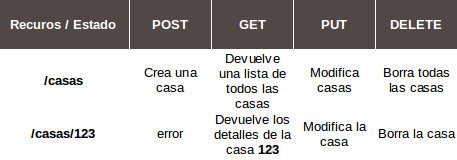 Recuros / Estado POST GET PUT DELETE
/casas Crea una casa Devuelve una lista de todos las casas Modifica casas Borra todas las casas
/casas/123 error Devuelve los detalles de la casa 123 Modifica la casa Borra la casa